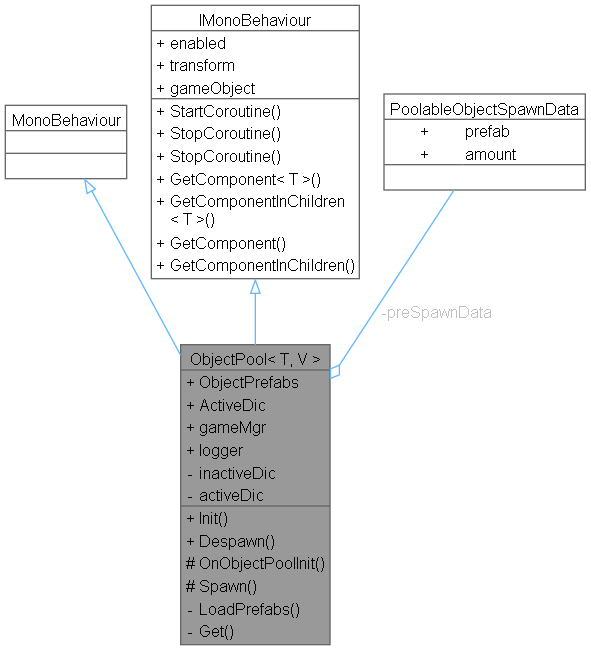 IMonoBehaviour
+ enabled
+ transform
+ gameObject
+ StartCoroutine()
+ StopCoroutine()
+ StopCoroutine()
+ GetComponent< T >()
+ GetComponentInChildren
< T >()
+ GetComponent()
+ GetComponentInChildren()
MonoBehaviour
PoolableObjectSpawnData
+ prefab
+ amount
-preSpawnData
ObjectPool< T, V >
+ ObjectPrefabs
+ ActiveDic
+ gameMgr
+ logger
- inactiveDic
- activeDic
+ Init()
+ Despawn()
# OnObjectPoolInit()
# Spawn()
- LoadPrefabs()
- Get()